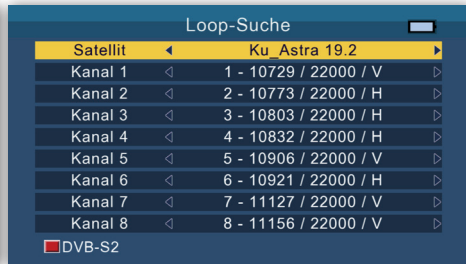 Loop-Suche
Satellit Ku_Astra 19.2
Kanal 1 1 - 10729 / 22000 / V
Kanal 2 2 - 10773 / 22000 / H
Kanal 3 3 - 10803 / 22000 / H
Kanal 4 4 - 10832 / 22000 / H
Kanal 5 5 - 10906 / 22000 / V
Kanal 6 6 - 10921 / 22000 / H
Kanal 7 7 - 11127 / 22000 / V
Kanal 8 8 - 11156 / 22000 / V
DVB-S2